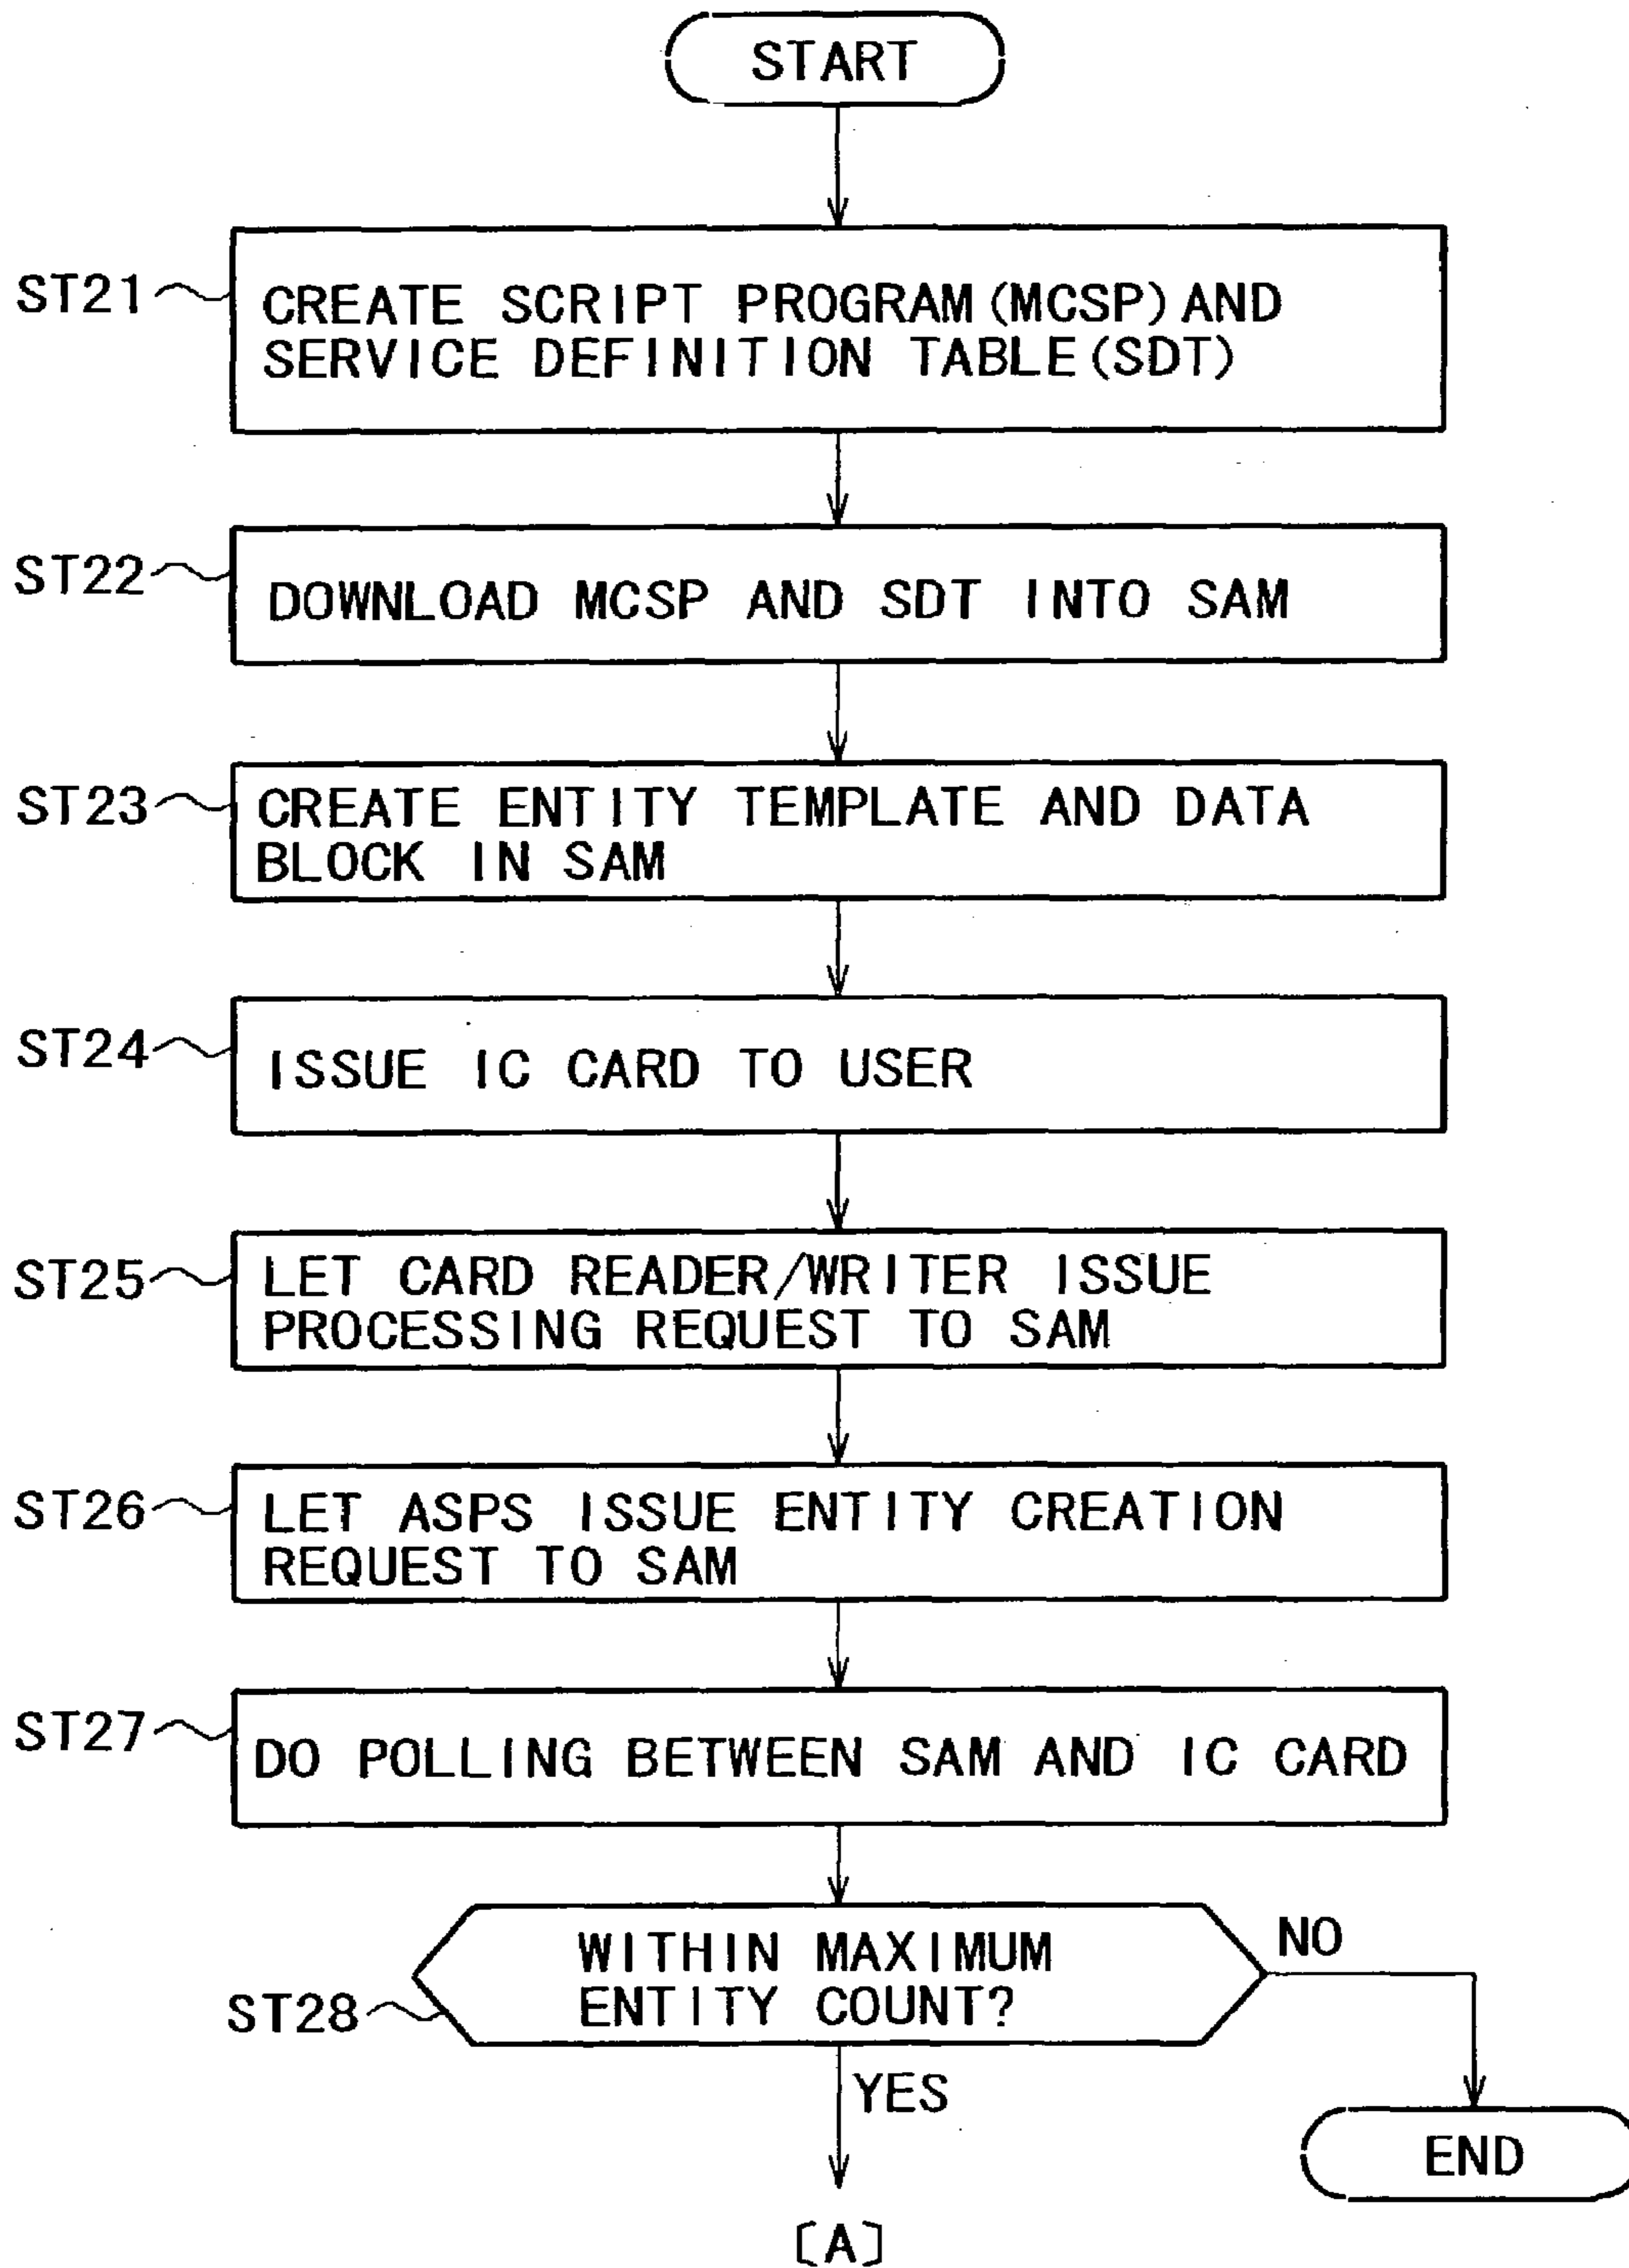 START
ST21
CREATE SCRIPT PROGRAM (MCSP) AND
SERVICE DEFINITION TABLE (SDT)
ST22
DOWNLOAD MCSP AND SDT INTO SAM
ST23
CREATE ENTITY TEMPLATE AND DATA
BLOCK IN SAM
ST24
ISSUE IC CARD TO USER
ST25
LET CARD READER/WRITER ISSUE
PROCESSING REQUEST TO SAM
ST26
LET ASPS ISSUE ENTITY CREATION
REQUEST TO SAM
ST27
DO POLLING BETWEEN SAM AND IC CARD
ST28
WITHIN MAXIMUM
ENTITY COUNT?
NO
YES
END
[A]